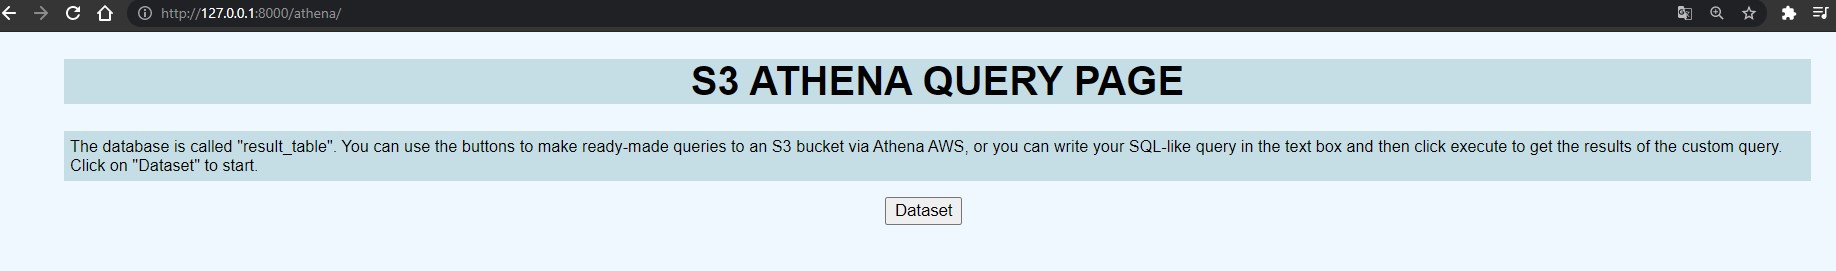 http://127.0.0.1:8000/athena/
S3 ATHENA QUERY PAGE
The database is called "result_table". You can use the buttons to make ready-made queries to an S3 bucket via Athena AWS, or you can write your SQL-like query in the text box and then click execute to get the results of the custom query.
Click on "Dataset" to start.
Dataset